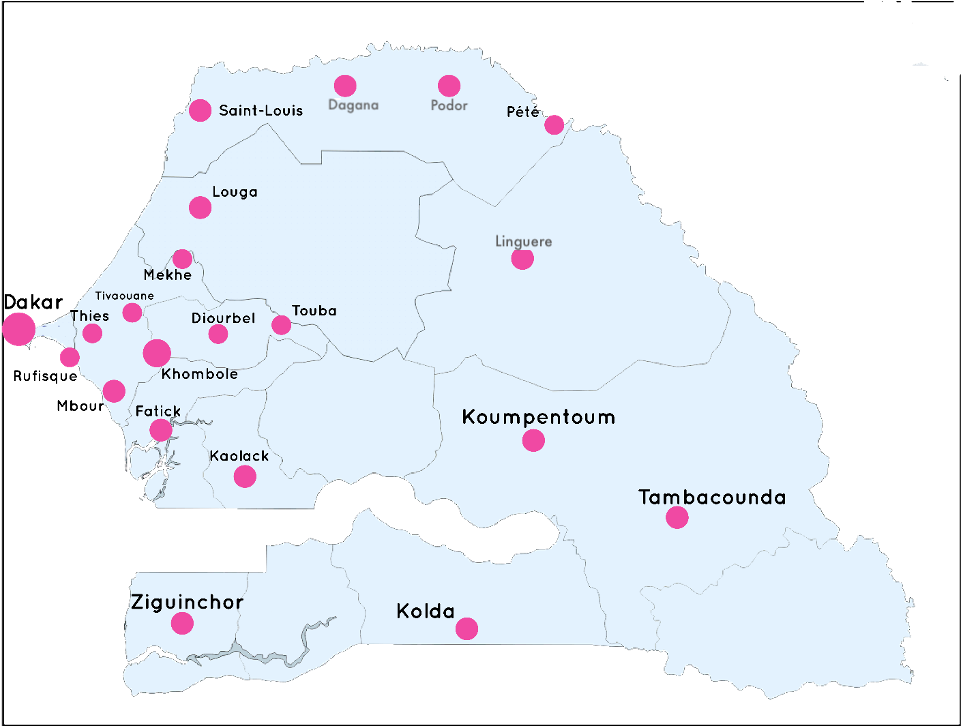 Dagana
Podor
Saint-Louis
Pété
Louga
Linguere
Mekhe
Tivaouane
Dakar
Thies
Diourbel
Touba
Rufisque
Khombole
Mbour
Fatick
Koumpentoum
Kaolack
Tambacounda
Ziguinchor
Kolda